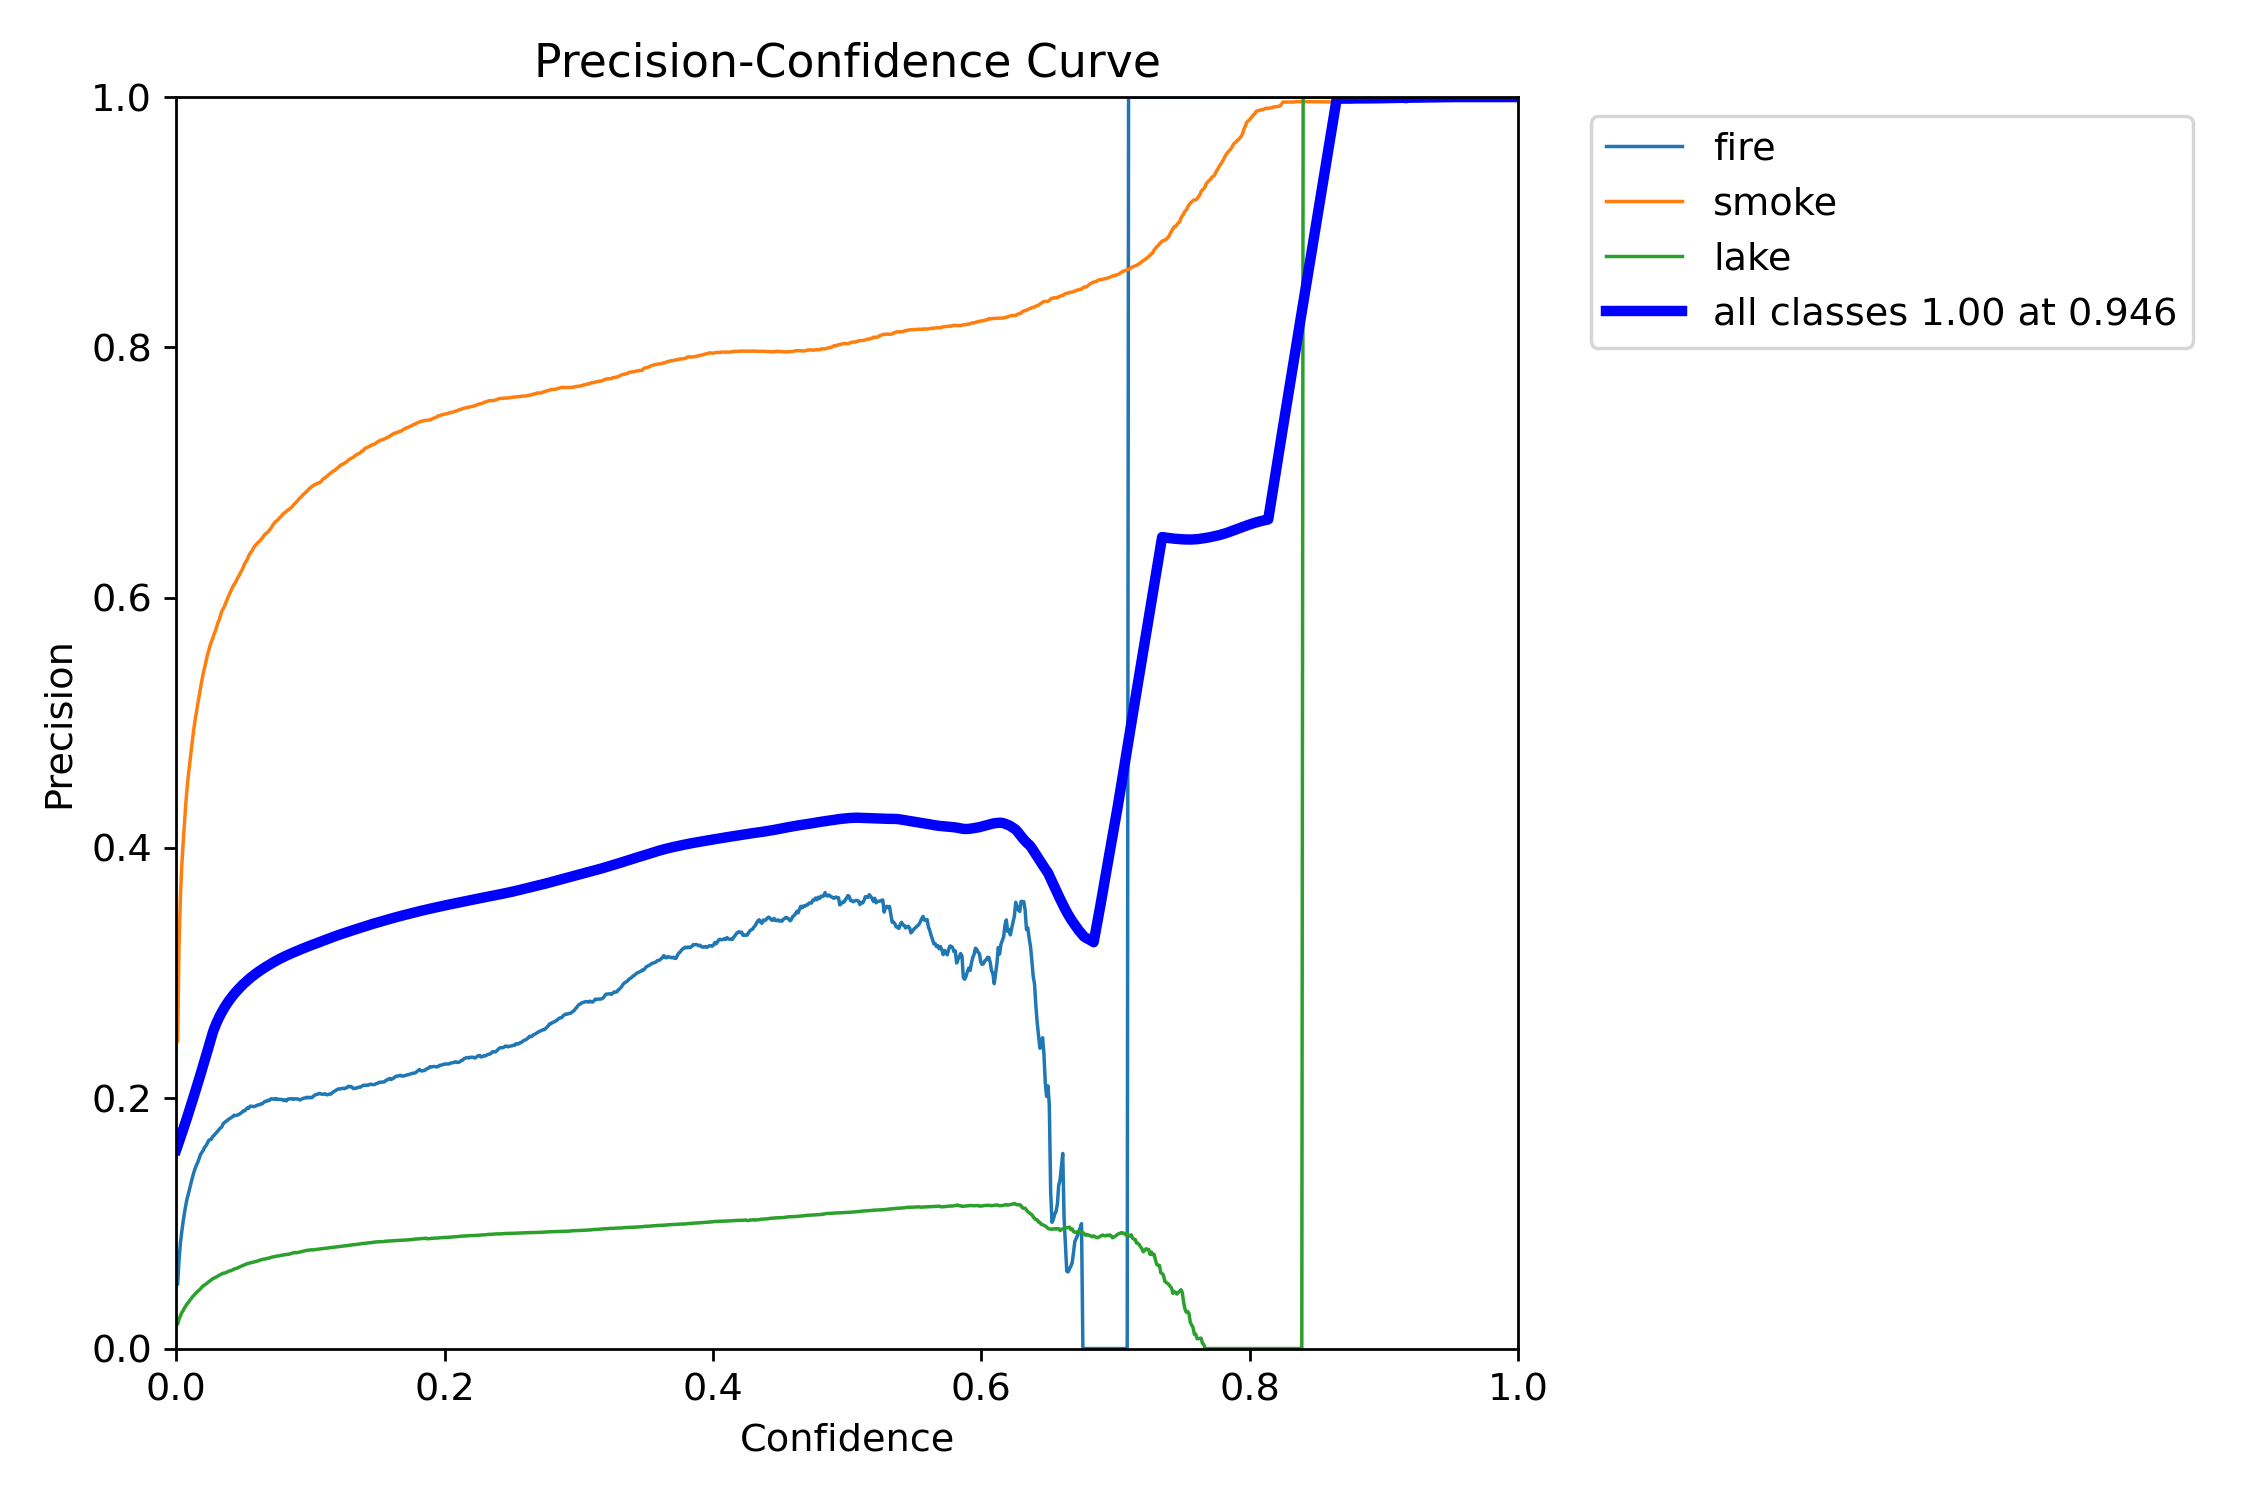 Precision-Confidence Curve
1.0
0.8
0.6
0.4
0.2
0.0
Precision
0.0 0.2 0.4 0.6 0.8 1.0
Confidence
fire
smoke
lake
all classes 1.00 at 0.946